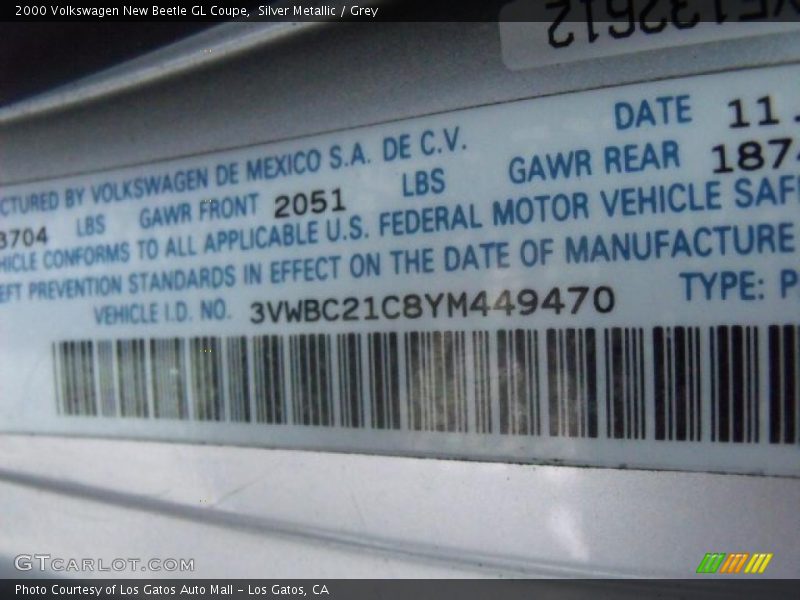 2000 Volkswagen New Beetle GL Coupe, Silver Metallic / Grey
DATE 11
CTURED BY VOLKSWAGEN DE MEXICO S.A. DE C.V.
3704 LBS GAWR FRONT 2051 LBS GAWR REAR 187
HICLE CONFORMS TO ALL APPLICABLE U.S. FEDERAL MOTOR VEHICLE SAF
EFT PREVENTION STANDARDS IN EFFECT ON THE DATE OF MANUFACTURE
VEHICLE I.D. NO. 3VWBC21C8YM449470 TYPE: P
GTCARLOT.COM
Photo Courtesy of Los Gatos Auto Mall - Los Gatos, CA